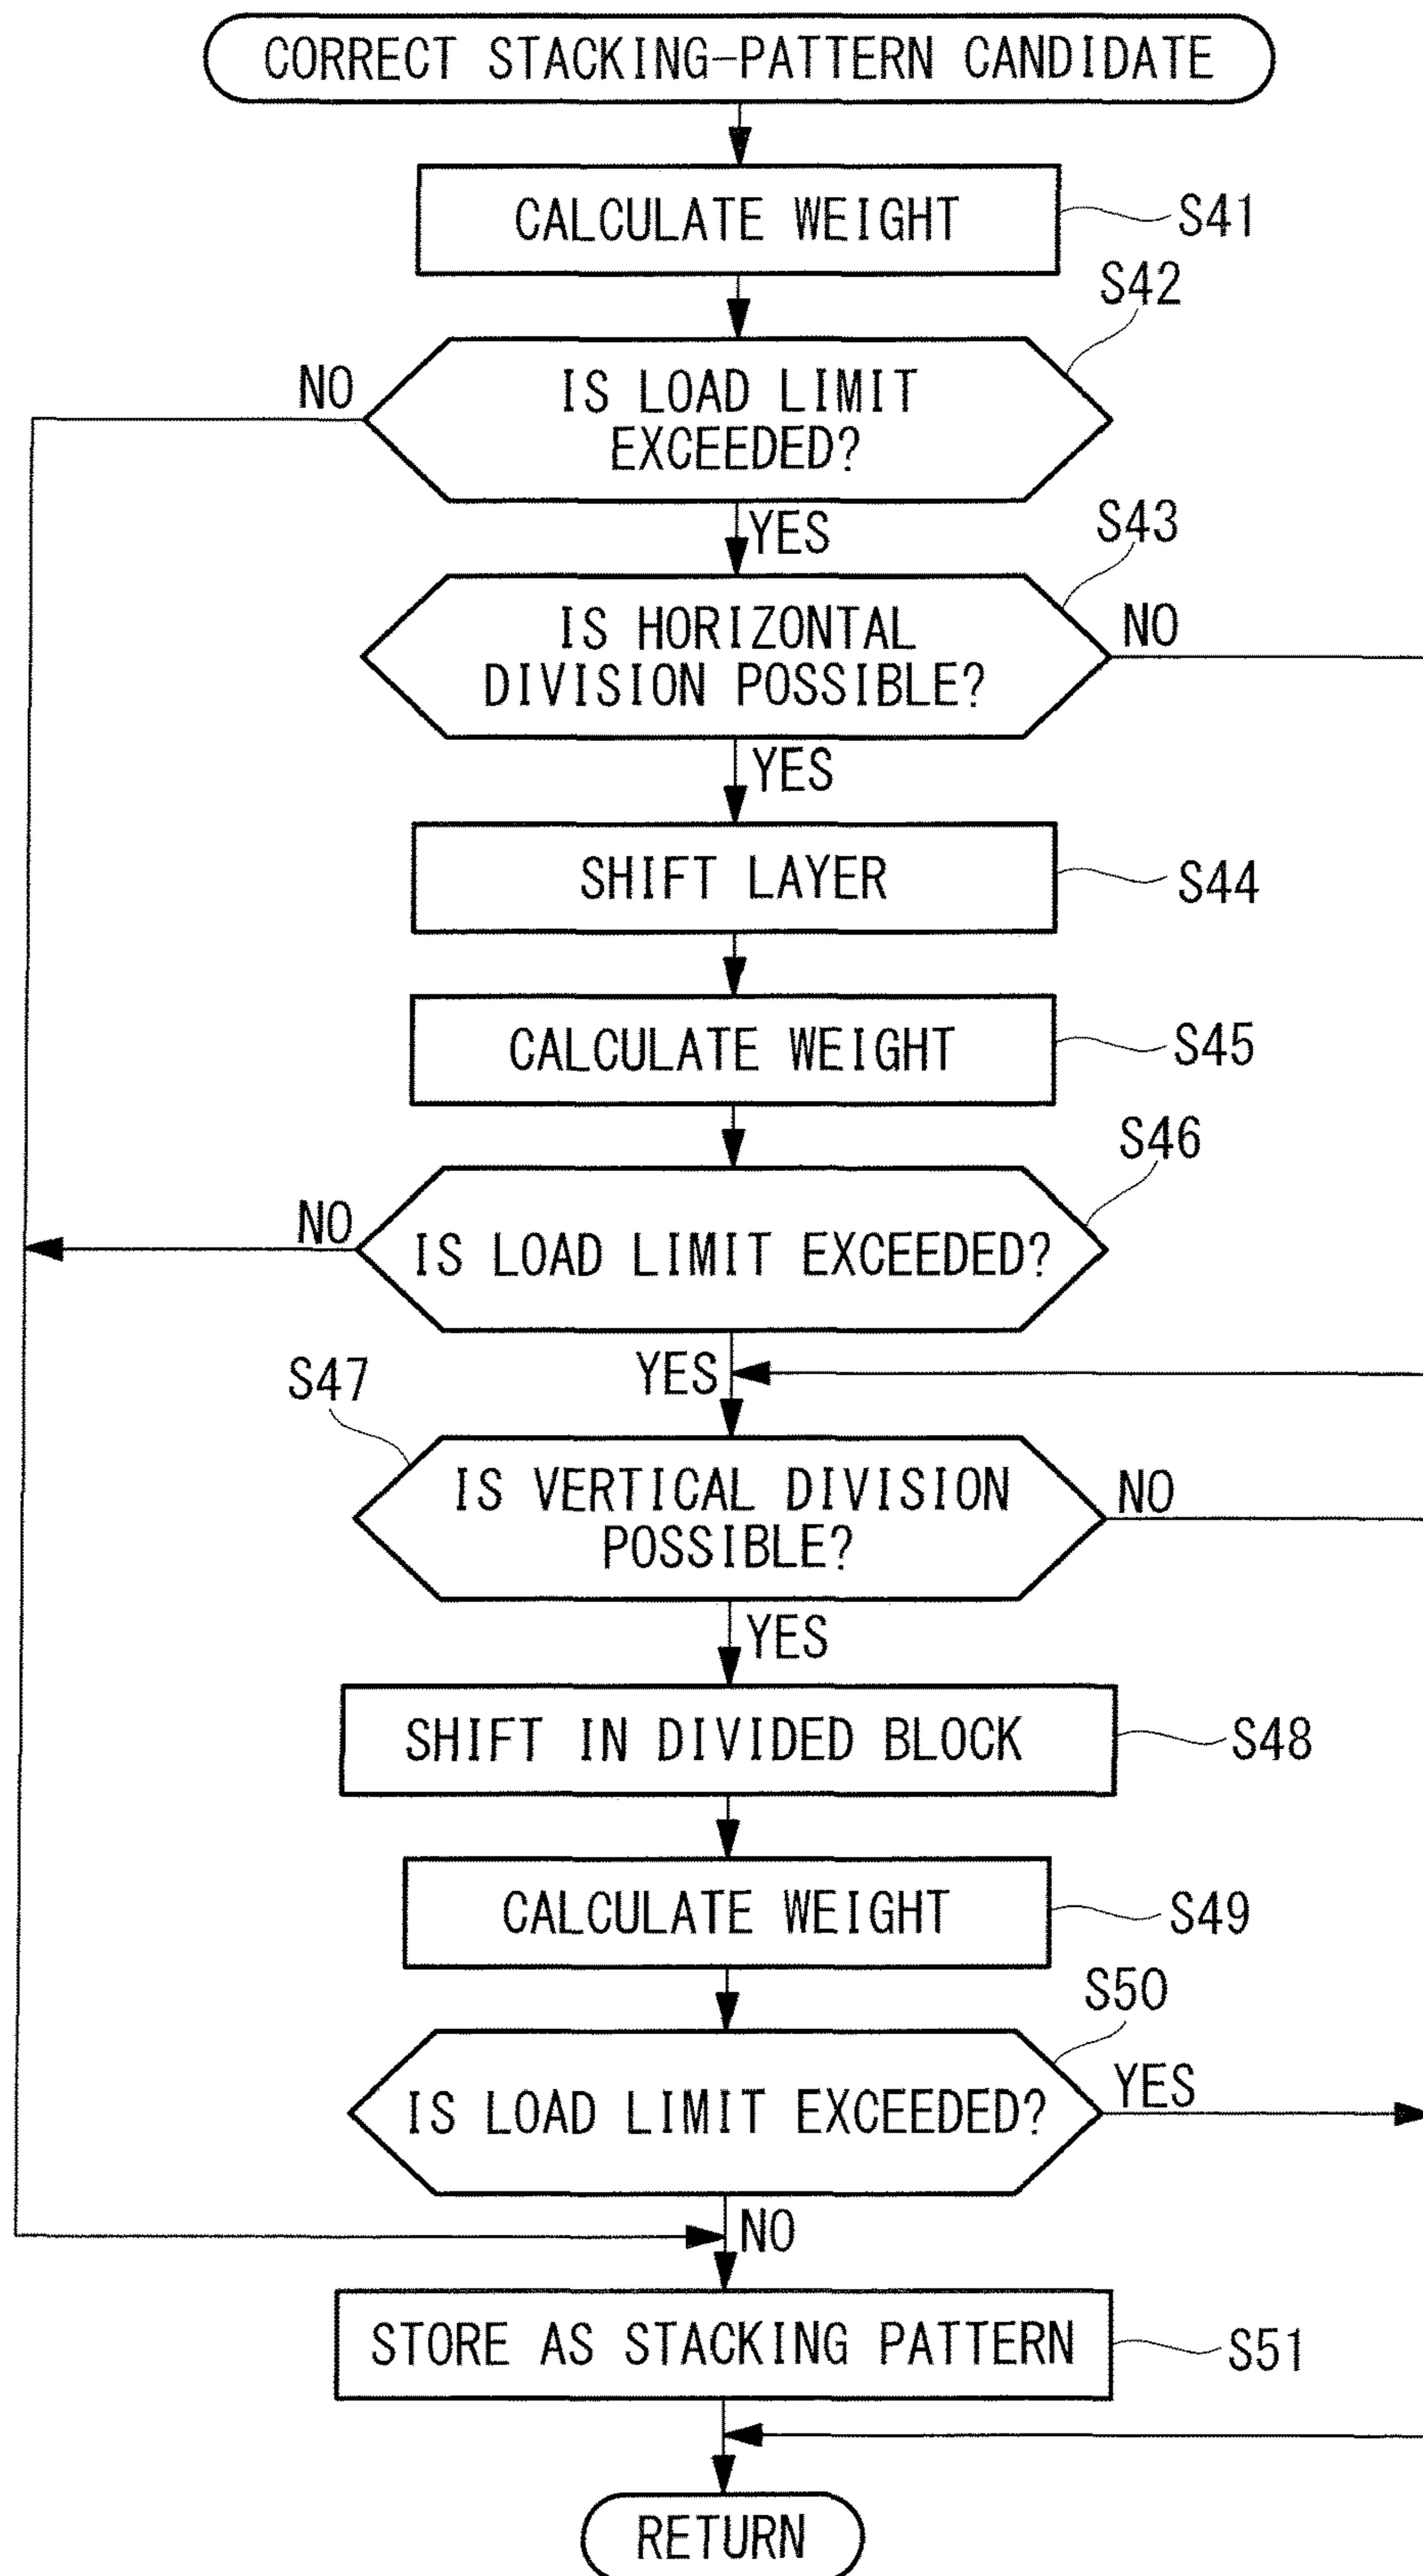 CORRECT STACKING-PATTERN CANDIDATE
CALCULATE WEIGHT
S41
S42
NO
IS LOAD LIMIT
EXCEEDED?
YES
S43
IS HORIZONTAL
DIVISION POSSIBLE?
NO
YES
SHIFT LAYER
S44
CALCULATE WEIGHT
S45
S46
NO
IS LOAD LIMIT EXCEEDED?
YES
S47
IS VERTICAL DIVISION
POSSIBLE?
NO
YES
SHIFT IN DIVIDED BLOCK
S48
CALCULATE WEIGHT
S49
S50
IS LOAD LIMIT EXCEEDED?
YES
NO
STORE AS STACKING PATTERN
S51
RETURN